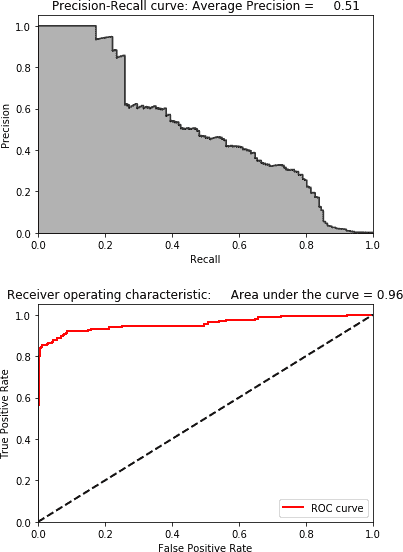 Precision-Recall curve: Average Precision = 0.51
1.0
0.8
0.6
0.4
0.2
0.0
Precision
0.0 0.2 0.4 0.6 0.8 1.0
Recall
Receiver operating characteristic: Area under the curve = 0.96
1.0
0.8
0.6
0.4
0.2
0.0
True Positive Rate
ROC curve
0.0 0.2 0.4 0.6 0.8 1.0
False Positive Rate